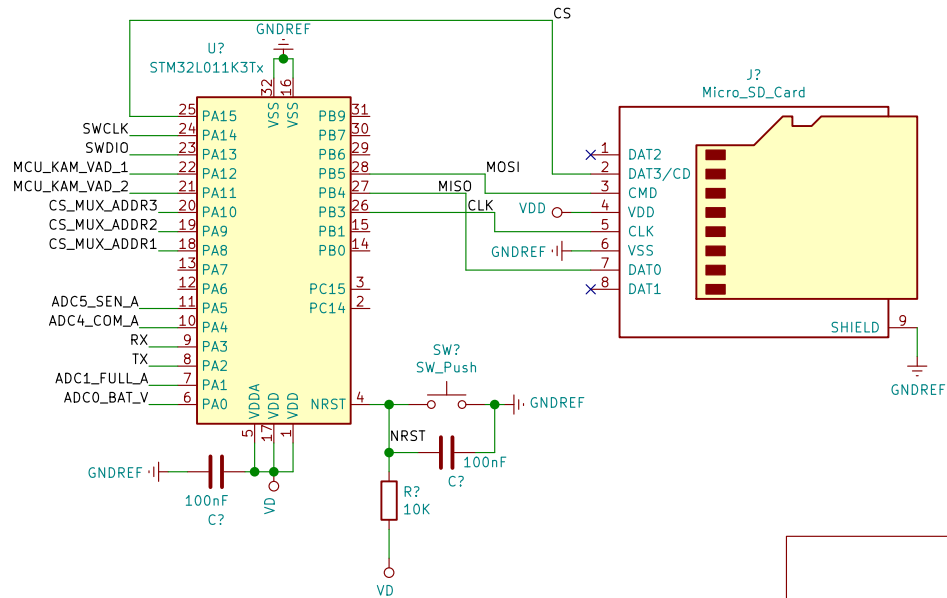 CS
GNDREF
U?
STM32L011K3Tx
32
VSS
16
VSS
25 PA15
SWCLK 24 PA14
SWDIO 23 PA13
MCU_KAM_VAD_1 22 PA12
MCU_KAM_VAD_2 21 PA11
CS_MUX_ADDR3 20 PA10
CS_MUX_ADDR2 19 PA9
CS_MUX_ADDR1 18 PA8
13 PA7
12 PA6
ADC5_SEN_A 11 PA5
ADC4_COM_A 10 PA4
RX 9 PA3
TX 8 PA2
ADC1_FULL_A 7 PA1
ADC0_BAT_V 6 PA0
PB9 31
PB7 30
PB6 29
PB5 28 MOSI
PB4 27 MISO
PB3 26 CLK
PB1 15
PB0 14
PC15 3
PC14 2
NRST 4
VDDA 5
VDD 17
VDD 1
J?
Micro_SD_Card
1 DAT2
2 DAT3/CD
3 CMD
VDD 4 VDD
5 CLK
GNDREF 6 VSS
7 DAT0
8 DAT1
SHIELD 9
GNDREF
SW?
SW_Push
GNDREF
NRST
100nF
C?
GNDREF
100nF
C?
VD
R?
10K
VD